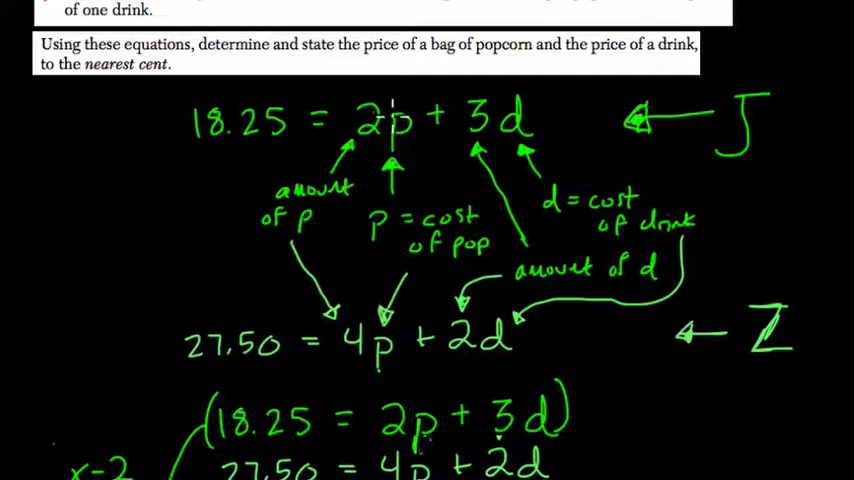 of one drink.
Using these equations, determine and state the price of a bag of popcorn and the price of a drink,
to the nearest cent.
18.25 = 2p + 3d ← J
amount
of p
p = cost
of pop
d = cost
of drink
amount of d
27.50 = 4p + 2d ← Z
(18.25 = 2p + 3d)
x-2
27.50 = 4p + 2d